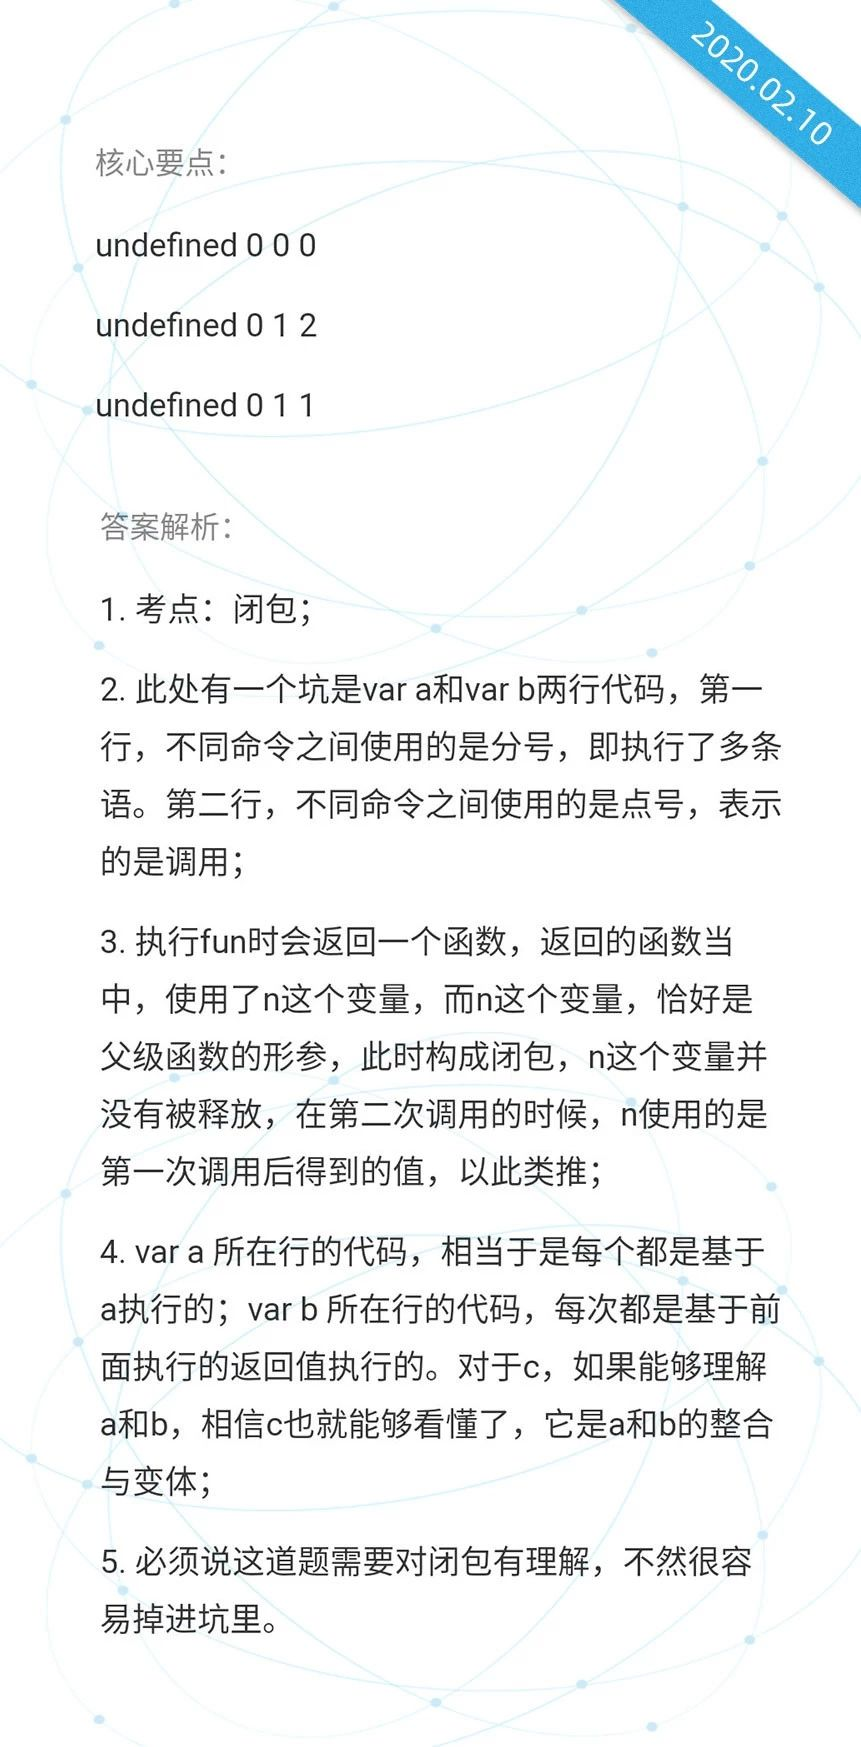 2020.02.10
核心要点：
undefined 0 0 0
undefined 0 1 2
undefined 0 1 1
答案解析：
1. 考点：闭包；
2. 此处有一个坑是var a和var b两行代码，第一
行，不同命令之间使用的是分号，即执行了多条
语。第二行，不同命令之间使用的是点号，表示
的是调用；
3. 执行fun时会返回一个函数，返回的函数当
中，使用了n这个变量，而n这个变量，恰好是
父级函数的形参，此时构成闭包，n这个变量并
没有被释放，在第二次调用的时候，n使用的是
第一次调用后得到的值，以此类推；
4. var a 所在行的代码，相当于是每个都是基于
a执行的；var b 所在行的代码，每次都是基于前
面执行的返回值执行的。对于c，如果能够理解
a和b，相信c也就能够看懂了，它是a和b的整合
与变体；
5. 必须说这道题需要对闭包有理解，不然很容
易掉进坑里。